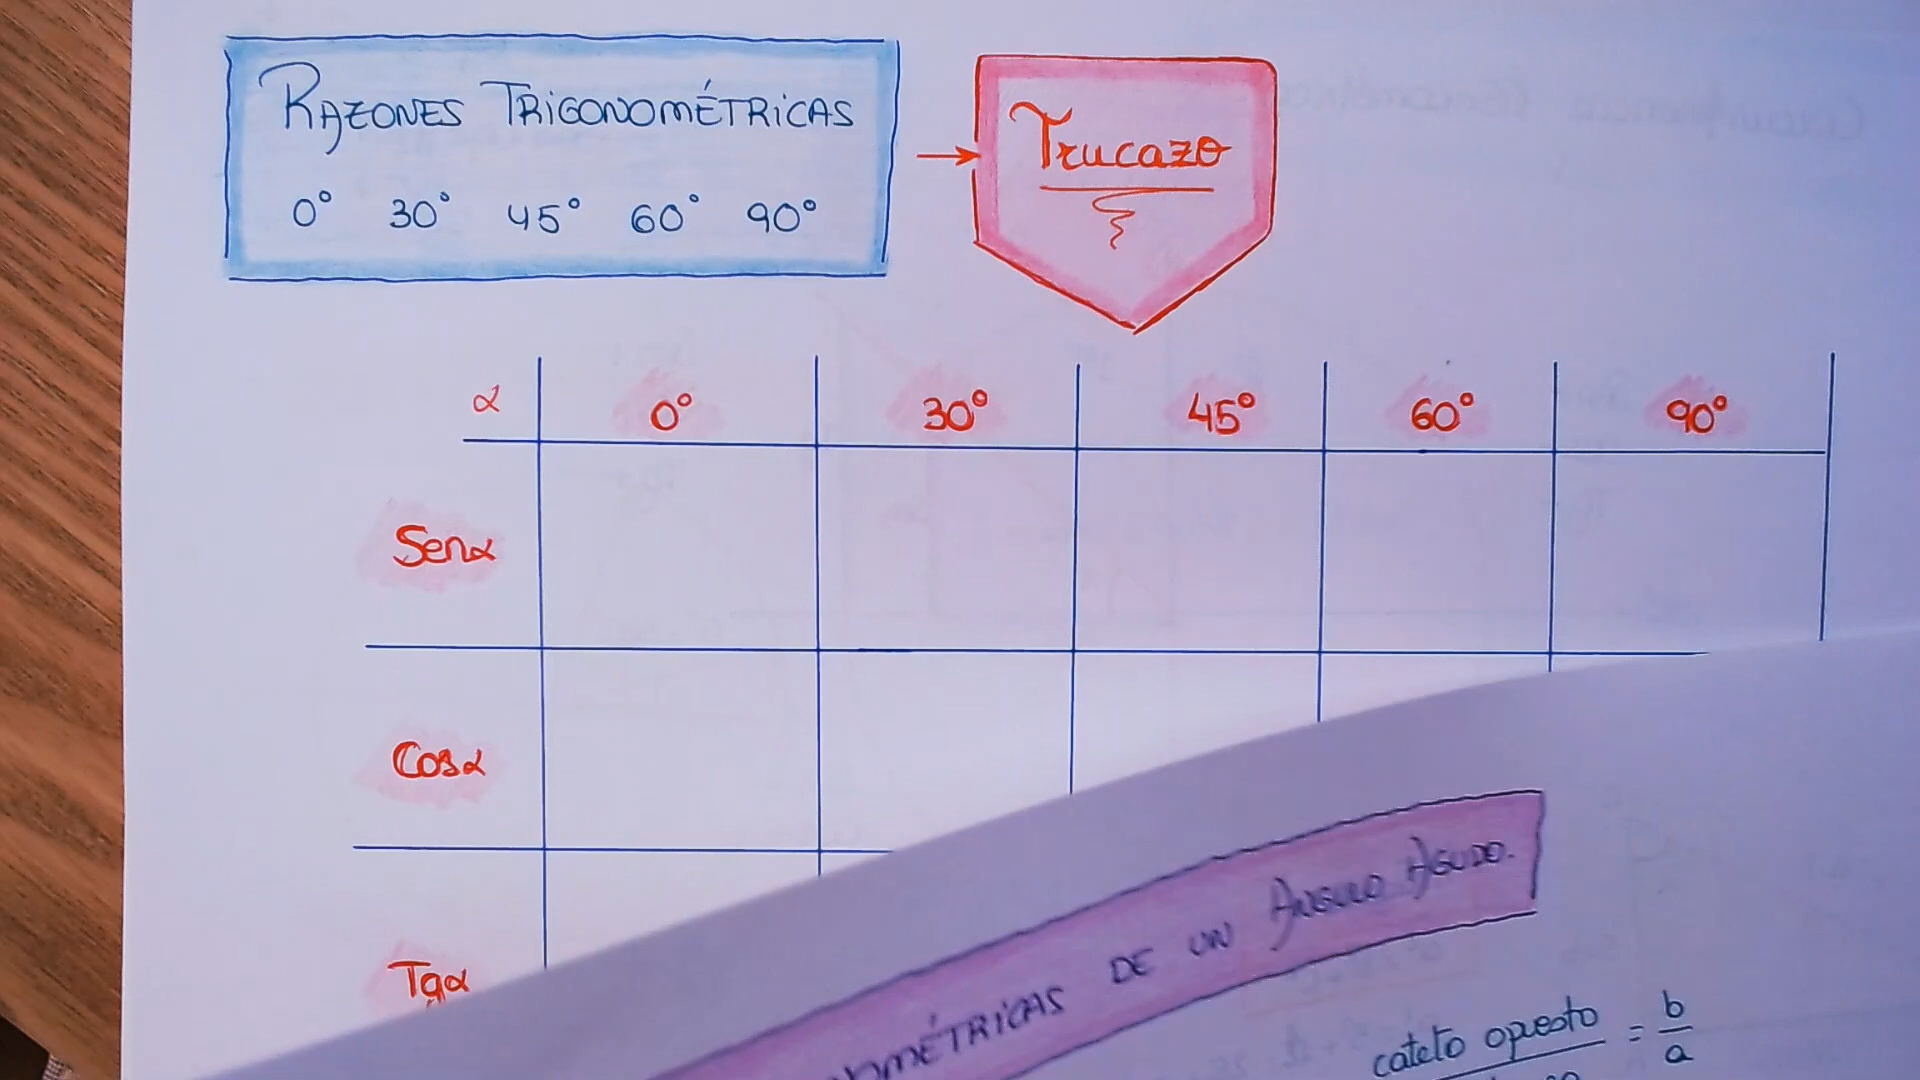 RAZONES TRIGONOMÉTRICAS
0° 30° 45° 60° 90°
Trucazo
α 0° 30° 45° 60° 90°
Senα
Cosα
Tgα
NOMÉTRICAS DE UN ÁNGULO AGUDO.
cateto opuesto = b/a